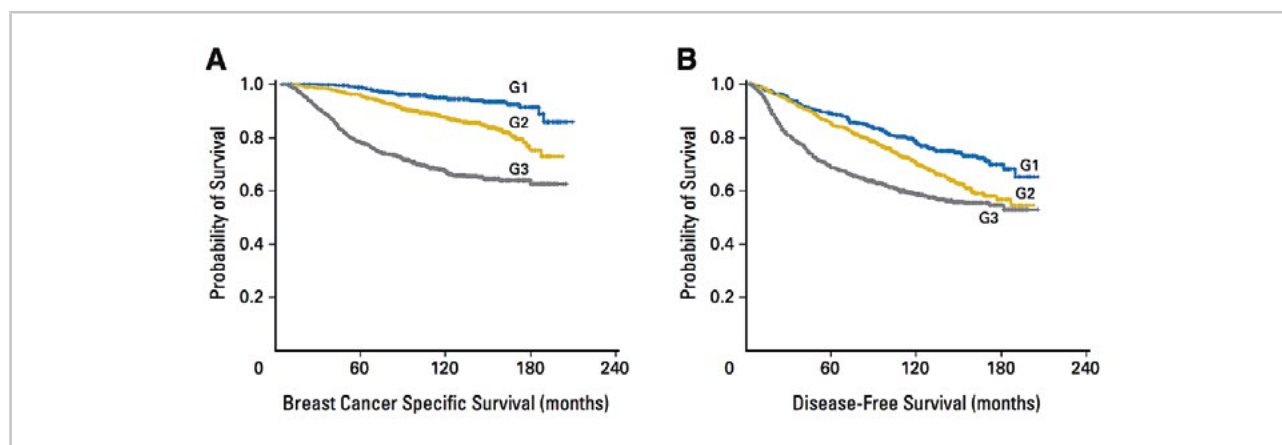 A
Probability of Survival
1.0
0.8
0.6
0.4
0.2
0
60
120
180
240
G1
G2
G3
Breast Cancer Specific Survival (months)
B
Probability of Survival
1.0
0.8
0.6
0.4
0.2
0
60
120
180
240
G1
G2
G3
Disease-Free Survival (months)